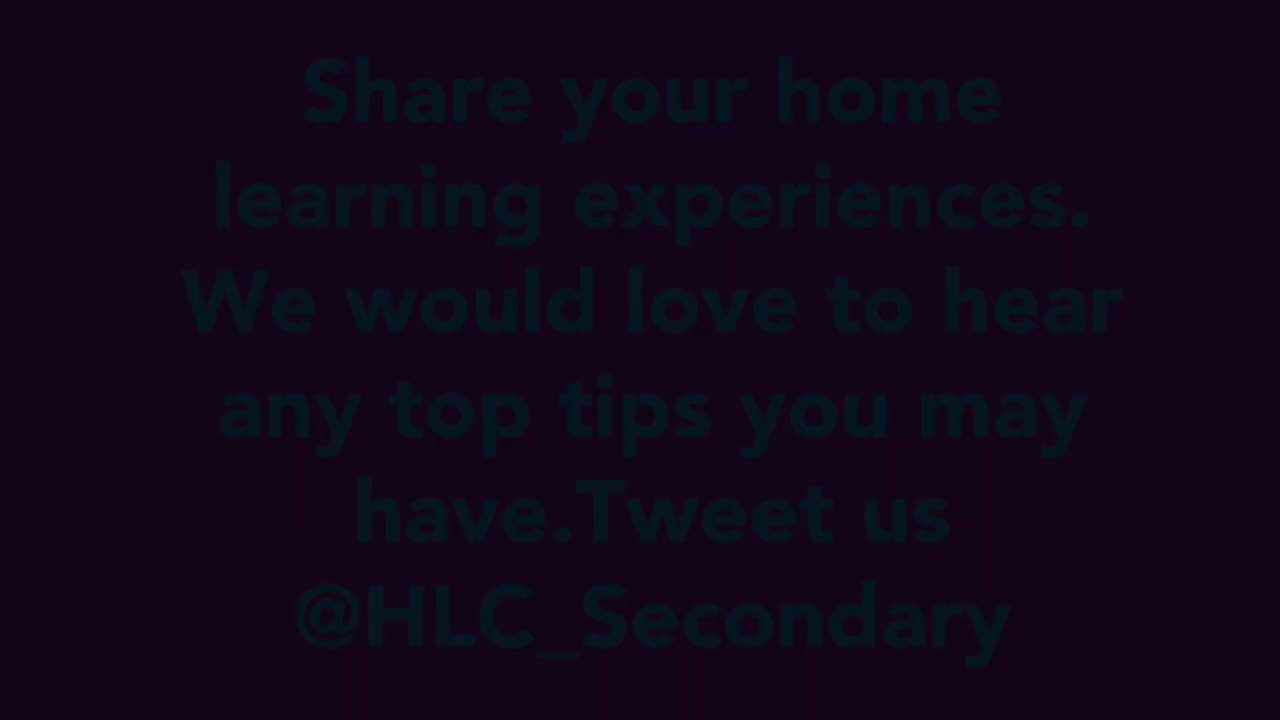 Share your home
learning experiences.
We would love to hear
any top tips you may
have.Tweet us
@HLC_Secondary